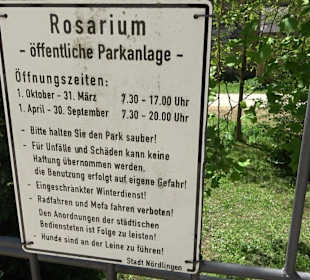 Rosarium
- öffentliche Parkanlage -
Öffnungszeiten:
1. Oktober - 31. März 7.30 - 17.00 Uhr
1. April - 30. September 7.30 - 20.00 Uhr
- Bitte halten Sie den Park sauber!
- Für Unfälle und Schäden kann keine
Haftung übernommen werden,
die Benutzung erfolgt auf eigene Gefahr!
- Eingeschränkter Winterdienst!
- Radfahren und Mofa fahren verboten!
Den Anordnungen der städtischen
Bediensteten ist Folge zu leisten!
- Hunde sind an der Leine zu führen!
Stadt Nördlingen